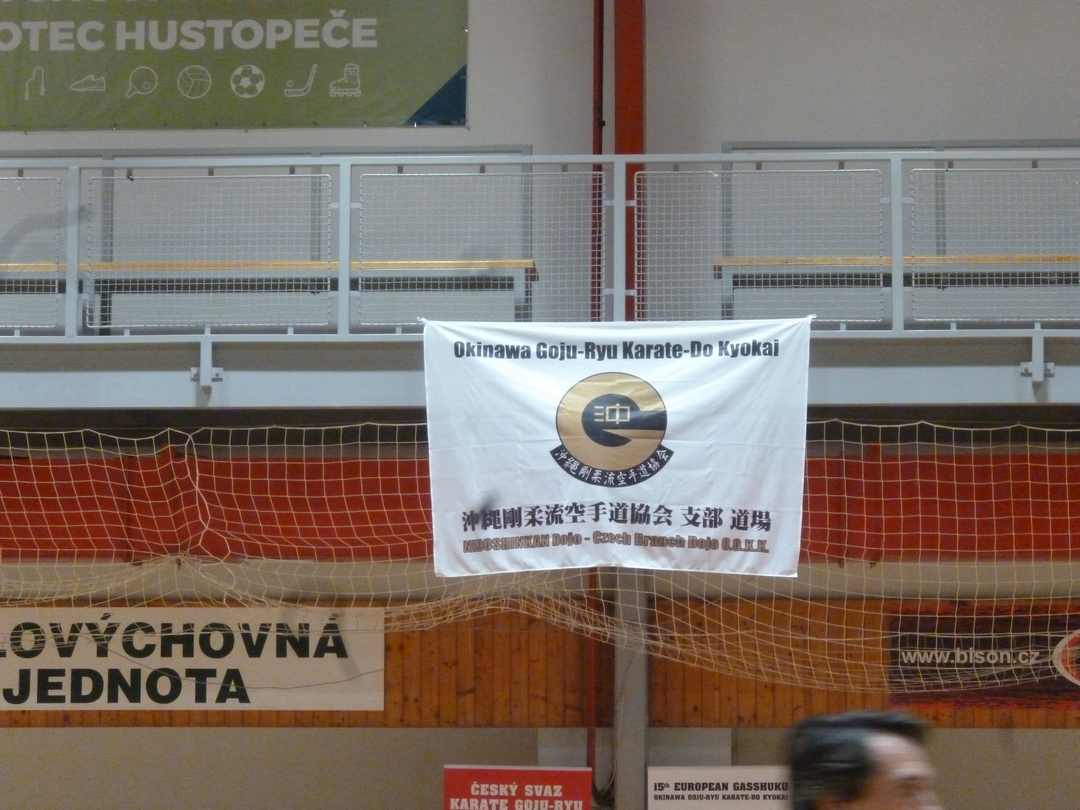 OTEC HUSTOPEČE
Okinawa Goju-Ryu Karate-Do Kyokai
沖
沖縄剛柔流空手道協会
沖縄剛柔流空手道協会 支部 道場
Dojo - Czech Branch Dojo O.G.K.K.
LOVÝCHOVNÁ
JEDNOTA
www.bison.cz
ČESKÝ SVAZ
KARATE GOJU-RYU
15th EUROPEAN GASSHUKU
OKINAWA GOJU-RYU KARATE-DO KYOKAI